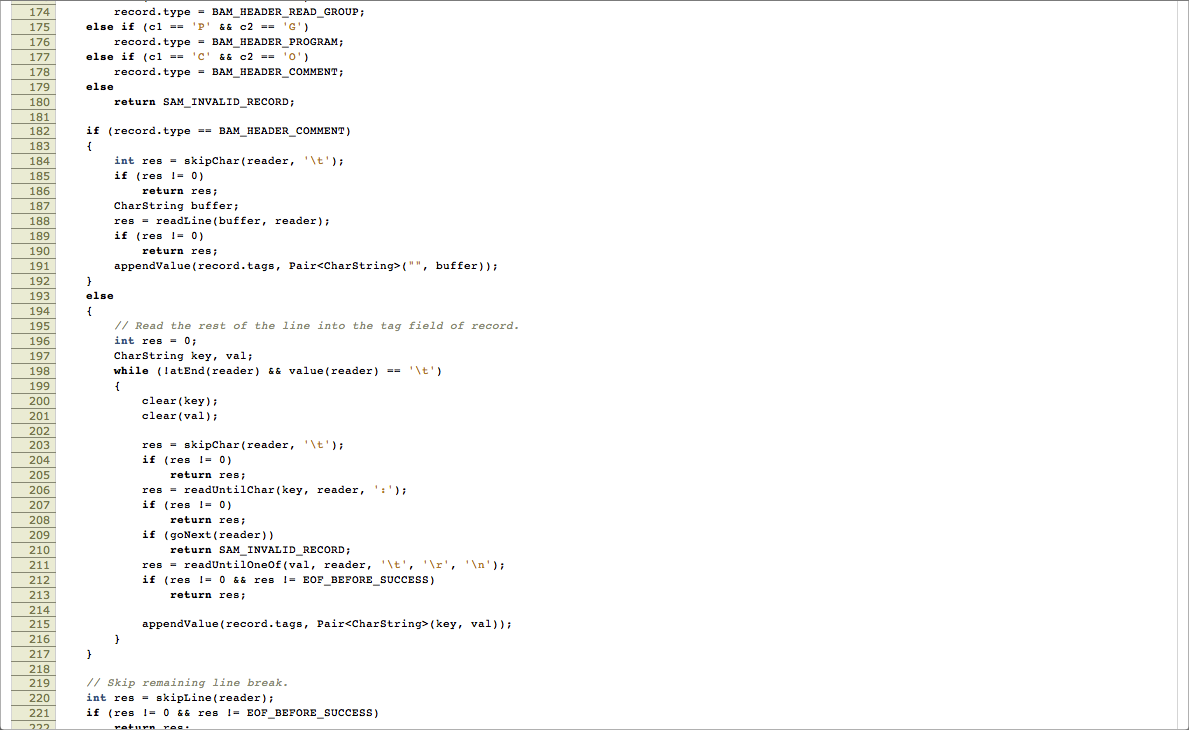 174 record.type = BAM_HEADER_READ_GROUP;
175 else if (c1 == 'P' && c2 == 'G')
176 record.type = BAM_HEADER_PROGRAM;
177 else if (c1 == 'C' && c2 == 'O')
178 record.type = BAM_HEADER_COMMENT;
179 else
180 return SAM_INVALID_RECORD;
181
182 if (record.type == BAM_HEADER_COMMENT)
183 {
184 int res = skipChar(reader, '\t');
185 if (res != 0)
186 return res;
187 CharString buffer;
188 res = readLine(buffer, reader);
189 if (res != 0)
190 return res;
191 appendValue(record.tags, Pair<CharString>("", buffer));
192 }
193 else
194 {
195 // Read the rest of the line into the tag field of record.
196 int res = 0;
197 CharString key, val;
198 while (!atEnd(reader) && value(reader) == '\t')
199 {
200 clear(key);
201 clear(val);
202
203 res = skipChar(reader, '\t');
204 if (res != 0)
205 return res;
206 res = readUntilChar(key, reader, ':');
207 if (res != 0)
208 return res;
209 if (goNext(reader))
210 return SAM_INVALID_RECORD;
211 res = readUntilOneOf(val, reader, '\t', '\r', '\n');
212 if (res != 0 && res != EOF_BEFORE_SUCCESS)
213 return res;
214
215 appendValue(record.tags, Pair<CharString>(key, val));
216 }
217 }
218
219 // Skip remaining line break.
220 int res = skipLine(reader);
221 if (res != 0 && res != EOF_BEFORE_SUCCESS)
222 return res;